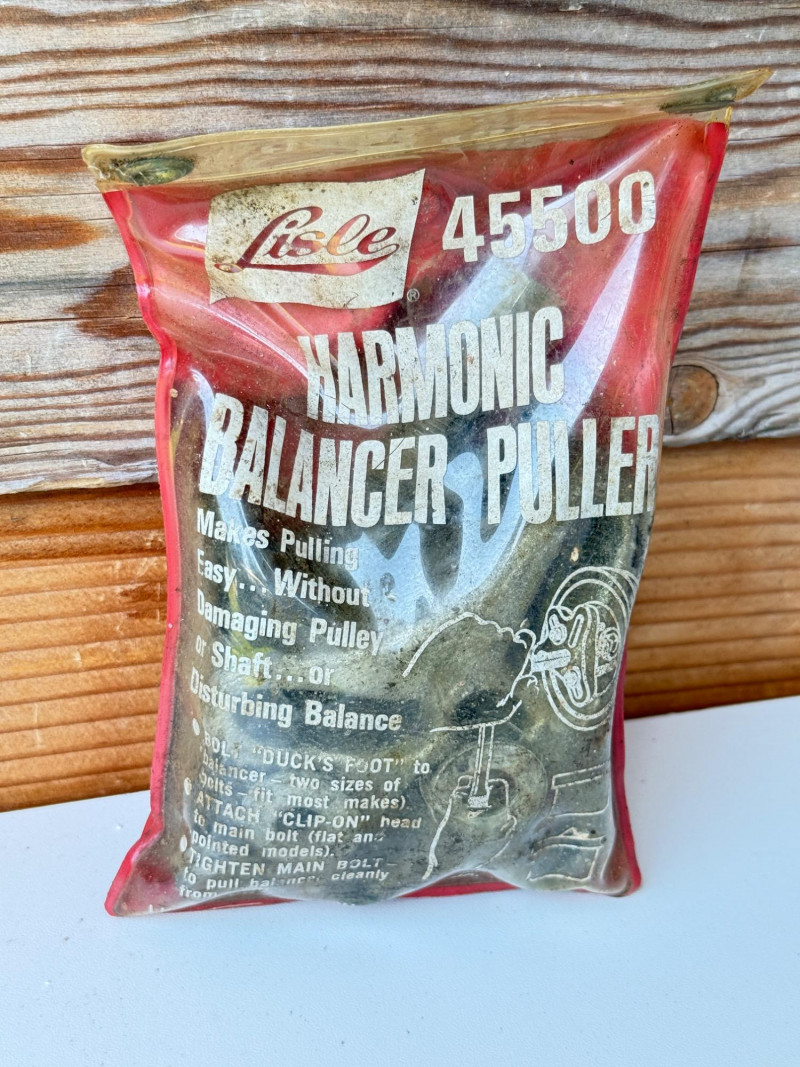 Lisle ® 45500
HARMONIC
BALANCER PULLER
Makes Pulling
Easy... Without
Damaging Pulley
or Shaft...or
Disturbing Balance
● BOLT "DUCK'S FOOT" to
balancer – two sizes of
bolts – fit most makes).
● ATTACH "CLIP-ON" head
to main bolt (flat and
pointed models).
● TIGHTEN MAIN BOLT –
to pull balancer cleanly
from